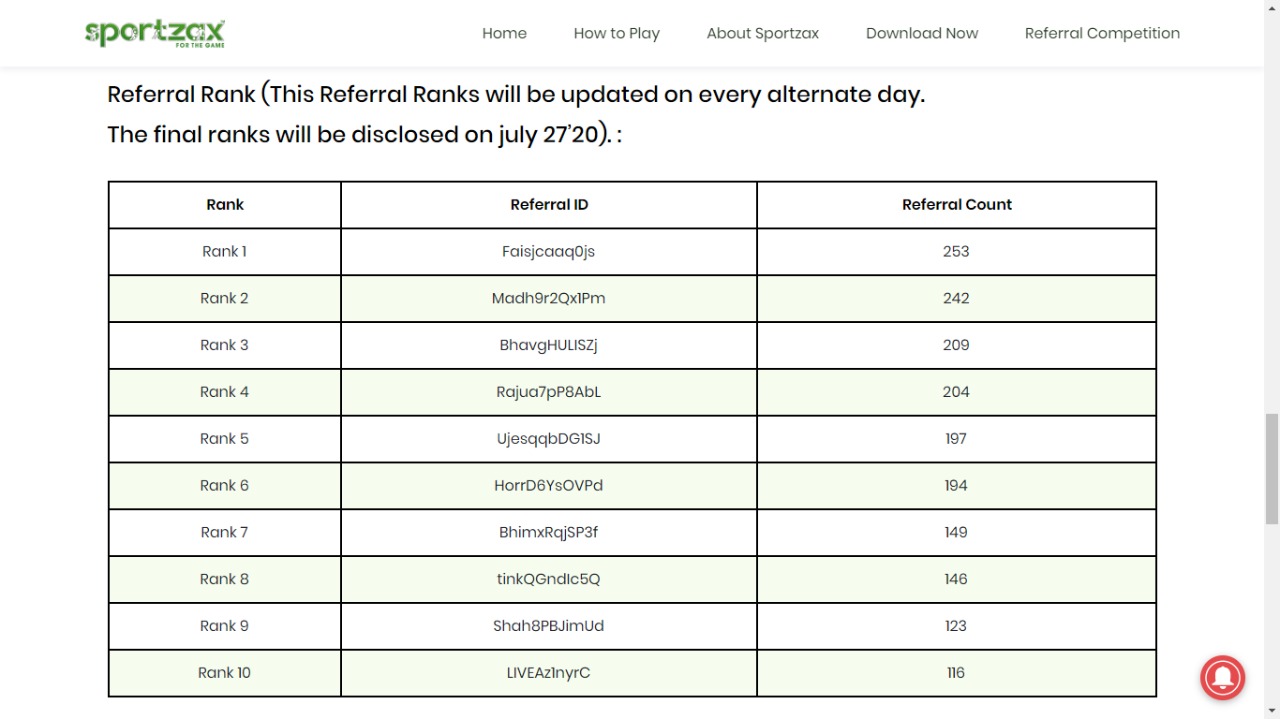 sportzax
FOR THE GAME
Home How to Play About Sportzax Download Now Referral Competition
Referral Rank (This Referral Ranks will be updated on every alternate day.
The final ranks will be disclosed on july 27'20). :
Rank Referral ID Referral Count
Rank 1 Faisjcaaq0js 253
Rank 2 Madh9r2Qx1Pm 242
Rank 3 BhavgHULISZj 209
Rank 4 Rajua7pP8AbL 204
Rank 5 UjesqqbDG1SJ 197
Rank 6 HorrD6YsOVPd 194
Rank 7 BhimxRqjSP3f 149
Rank 8 tinkQGndIc5Q 146
Rank 9 Shah8PBJimUd 123
Rank 10 LIVEAz1nyrC 116